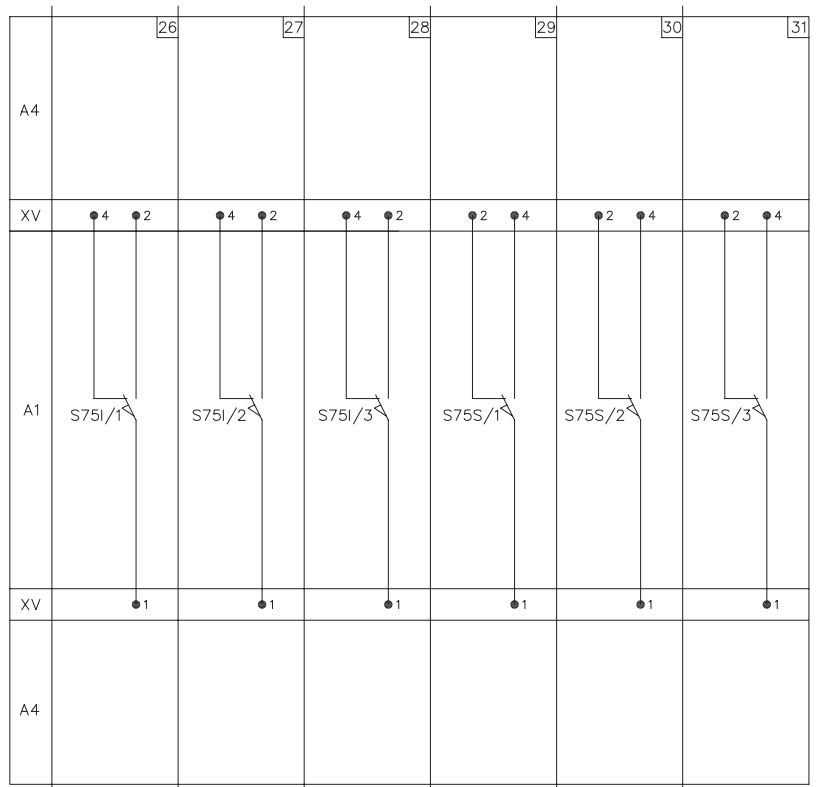 26 27 28 29 30 31
A4
XV 4 2 4 2 4 2 2 4 2 4 2 4
A1 S75I/1 S75I/2 S75I/3 S75S/1 S75S/2 S75S/3
XV 1 1 1 1 1 1
A4